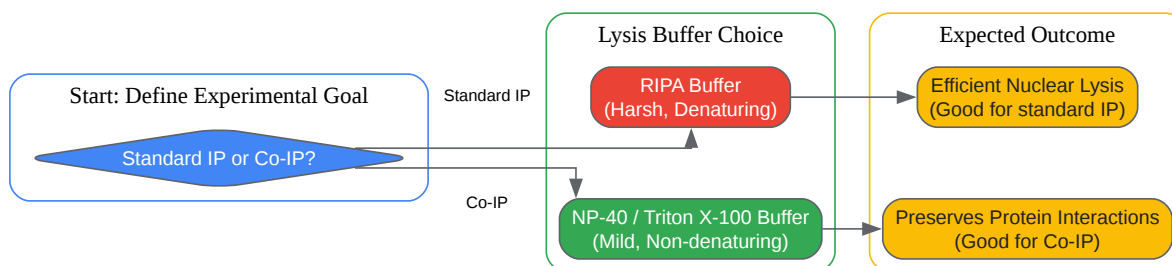 Start: Define Experimental Goal
Standard IP or Co-IP?
Standard IP
Co-IP
Lysis Buffer Choice
RIPA Buffer
(Harsh, Denaturing)
NP-40 / Triton X-100 Buffer
(Mild, Non-denaturing)
Expected Outcome
Efficient Nuclear Lysis
(Good for standard IP)
Preserves Protein Interactions
(Good for Co-IP)